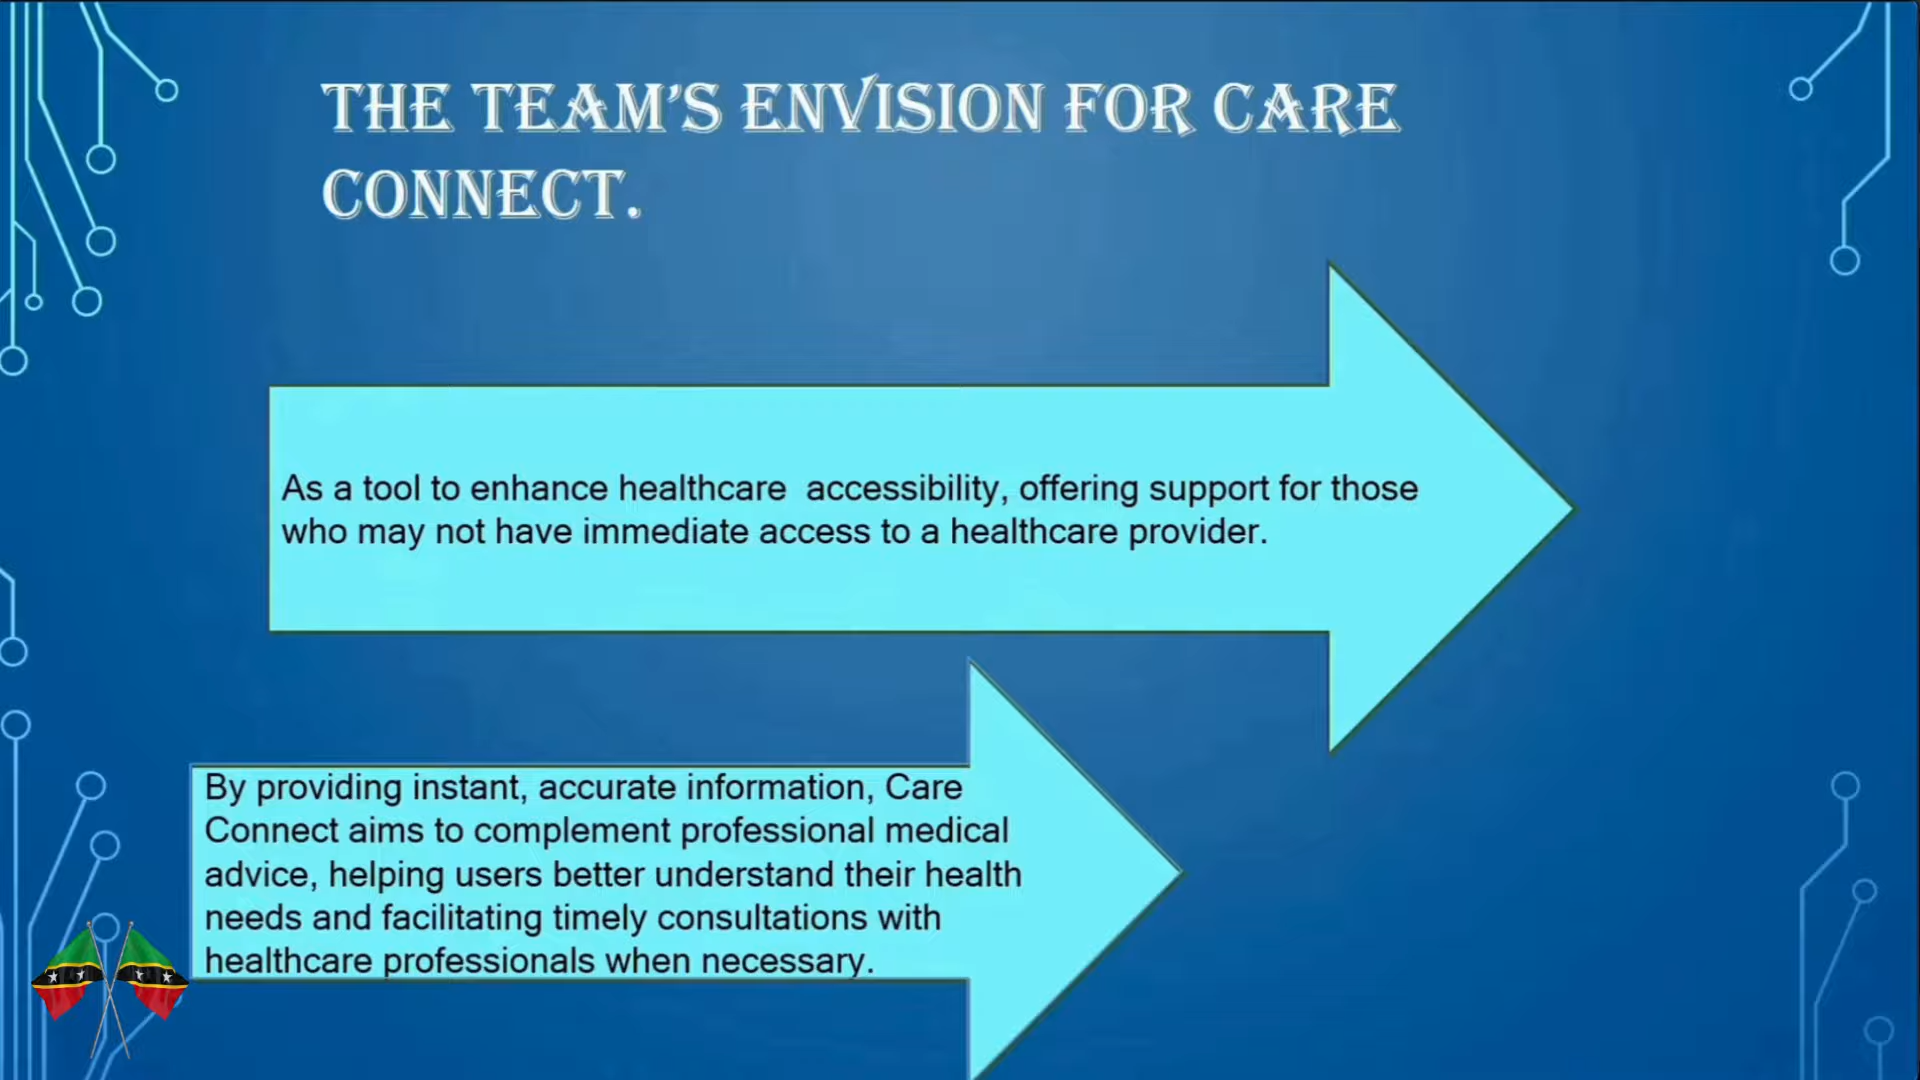 THE TEAM'S ENVISION FOR CARE
CONNECT.
As a tool to enhance healthcare  accessibility, offering support for those
who may not have immediate access to a healthcare provider.
By providing instant, accurate information, Care
Connect aims to complement professional medical
advice, helping users better understand their health
needs and facilitating timely consultations with
healthcare professionals when necessary.